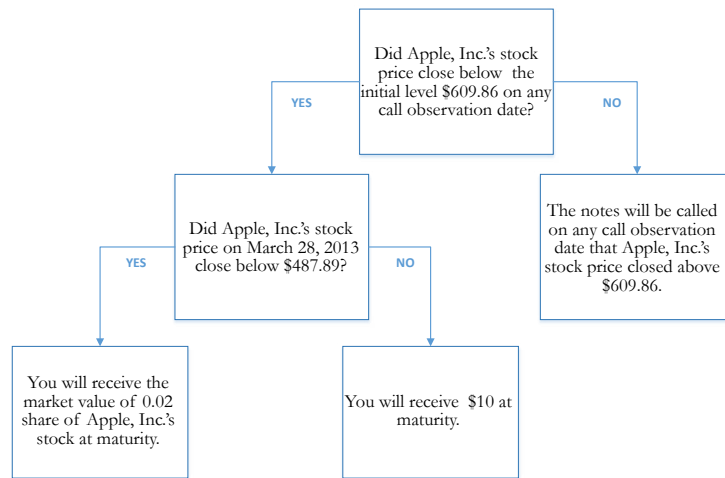 Did Apple, Inc.'s stock
price close below the
initial level $609.86 on any
call observation date?
YES
NO
Did Apple, Inc.'s stock
price on March 28, 2013
close below $487.89?
The notes will be called
on any call observation
date that Apple, Inc.'s
stock price closed above
$609.86.
YES
NO
You will receive the
market value of 0.02
share of Apple, Inc.'s
stock at maturity.
You will receive $10 at
maturity.